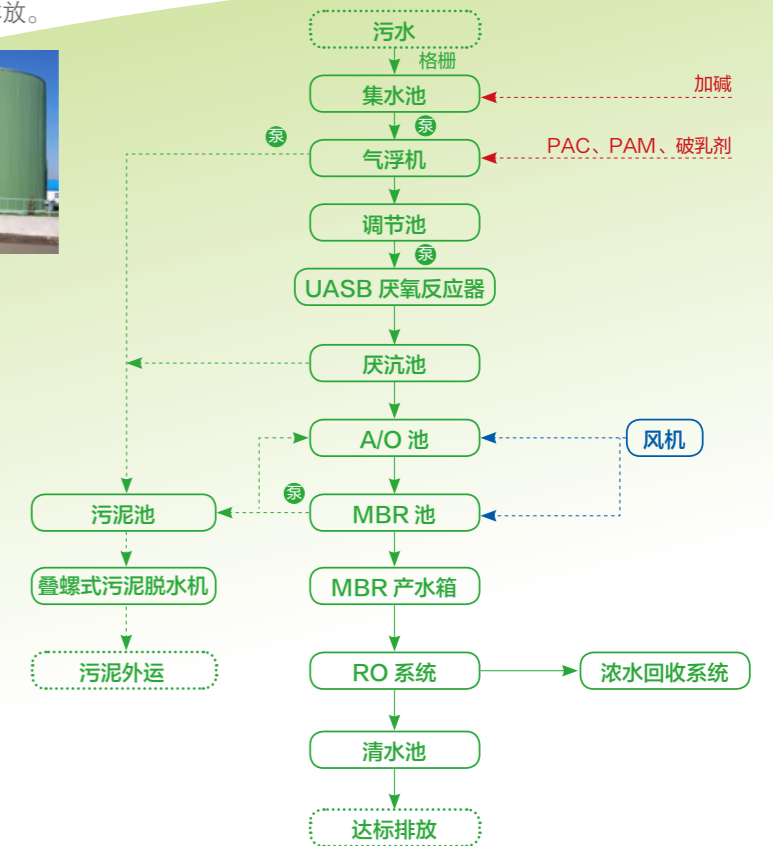 放。
污水
格栅
集水池
加碱
泵
泵
气浮机
PAC、PAM、破乳剂
调节池
泵
UASB 厌氧反应器
厌沆池
A/O 池
风机
泵
污泥池
MBR 池
叠螺式污泥脱水机
MBR 产水箱
污泥外运
RO 系统
浓水回收系统
清水池
达标排放